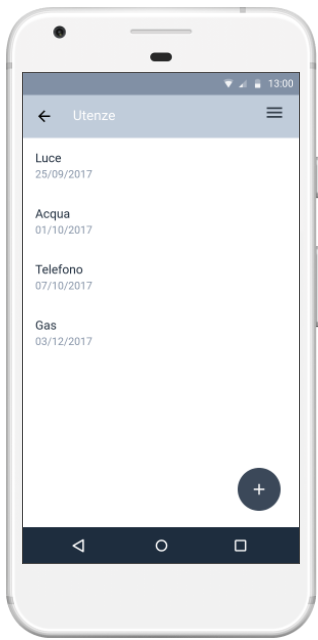 13:00
Utenze
Luce
25/09/2017
Acqua
01/10/2017
Telefono
07/10/2017
Gas
03/12/2017
+